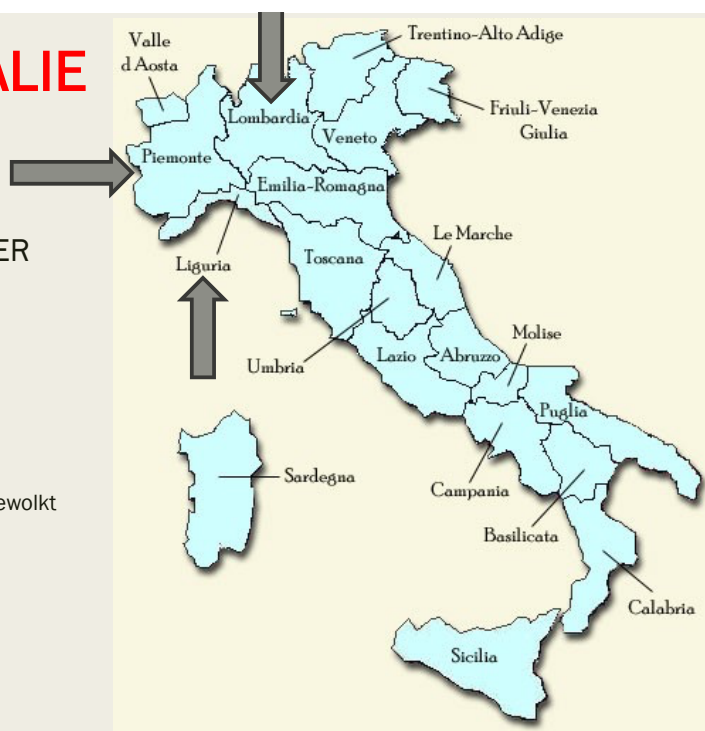 ALIE
ER
ewolkt
Valle
d Aosta
Trentino-Alto Adige
Lombardia
Friuli-Venezia
Giulia
Veneto
Piemonte
Emilia-Romagna
Le Marche
Toscana
Liguria
Molise
Umbria
Lazio
Abruzzo
Puglia
Sardegna
Campania
Basilicata
Calabria
Sicilia